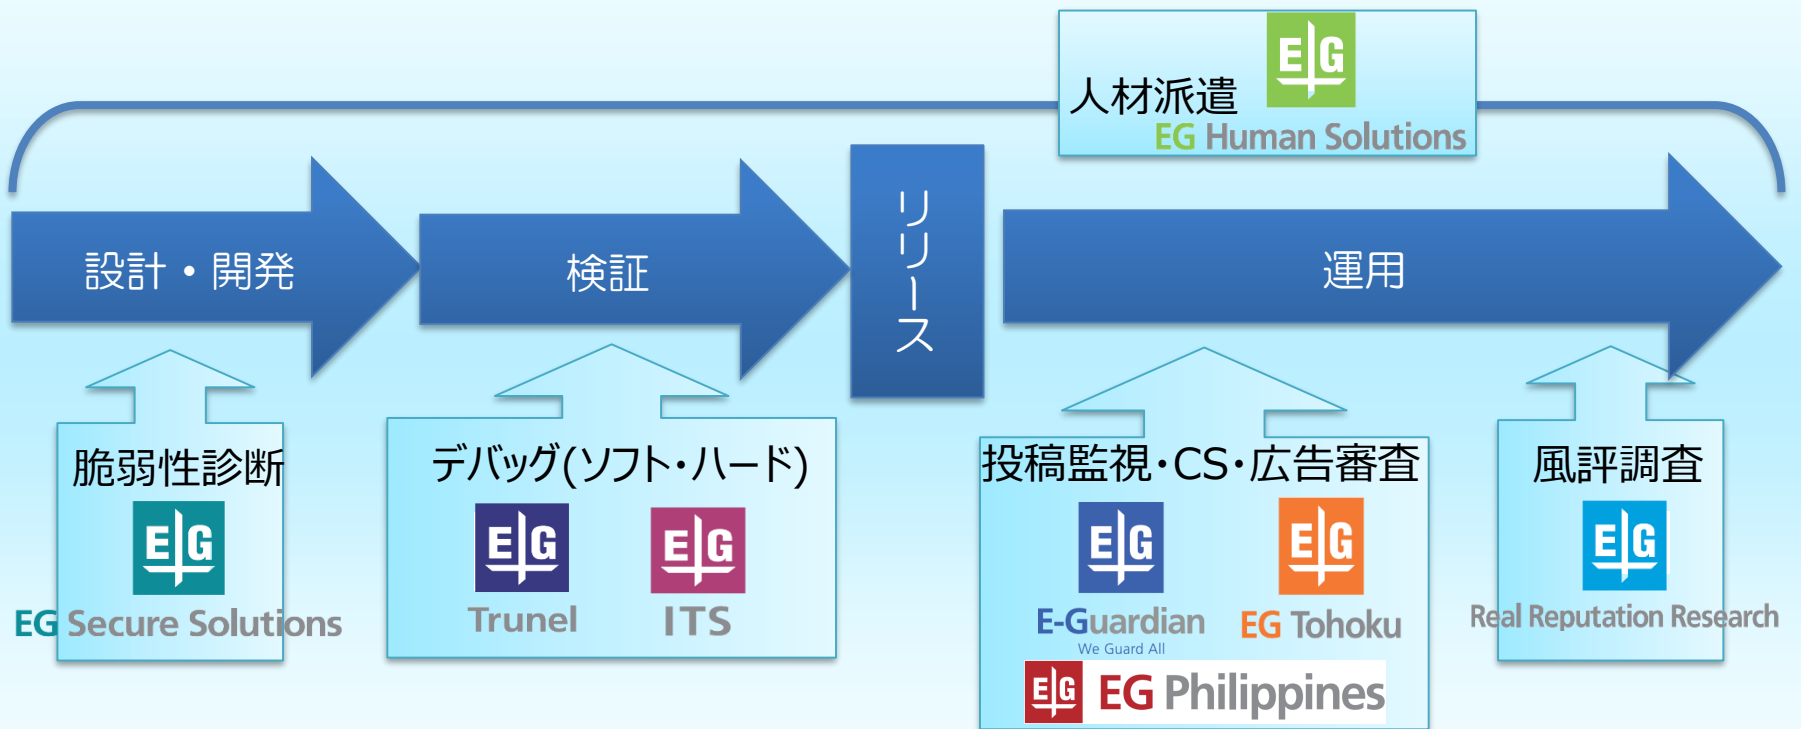 人材派遣
EG
EG Human Solutions
設計・開発
検証
リリース
運用
脆弱性診断
EG
EG Secure Solutions
デバッグ(ソフト・ハード)
EG
Trunel
EG
ITS
投稿監視・CS・広告審査
EG
E-Guardian
We Guard All
EG
EG Tohoku
EG
EG Philippines
風評調査
EG
Real Reputation Research